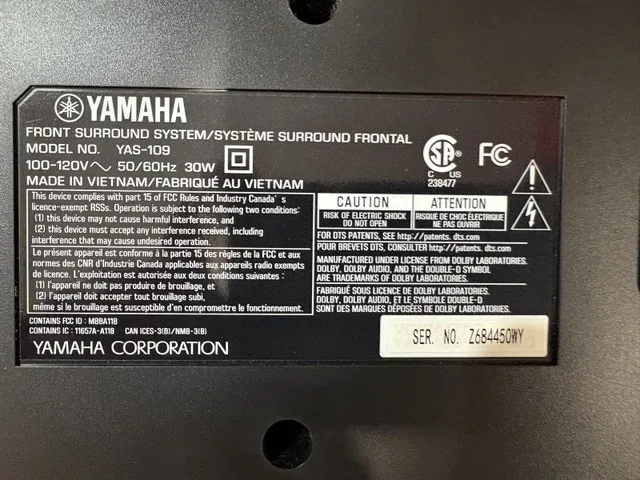 YAMAHA
FRONT SURROUND SYSTEM/SYSTÈME SURROUND FRONTAL
MODEL NO. YAS-109
100-120V～ 50/60Hz 30W
MADE IN VIETNAM/FABRIQUÉ AU VIETNAM
SA
C US
238477
FC
This device complies with part 15 of FCC Rules and Industry Canada's
licence-exempt RSSs. Operation is subject to the following two conditions:
(1) this device may not cause harmful interference, and
(2) this device must accept any interference received, including
interference that may cause undesired operation.
Le présent appareil est conforme à la partie 15 des règles de la FCC et aux
normes des CNR d'Industrie Canada applicables aux appareils radio exempts
de licence. L'exploitation est autorisée aux deux conditions suivantes :
(1) l'appareil ne doit pas produire de brouillage, et
(2) l'appareil doit accepter tout brouillage subi,
même si le brouillage est susceptible d'en compromettre le fonctionnement.
CONTAINS FCC ID : MBBA11B
CONTAINS IC : 11657A-A11B CAN ICES-3(B)/NMB-3(B)
YAMAHA CORPORATION
CAUTION
RISK OF ELECTRIC SHOCK
DO NOT OPEN
ATTENTION
RISQUE DE CHOC ÉLECTRIQUE
NE PAS OUVRIR
FOR DTS PATENTS, SEE http://patents.dts.com
POUR BREVETS DTS, CONSULTER http://patents.dts.com
MANUFACTURED UNDER LICENSE FROM DOLBY LABORATORIES.
DOLBY, DOLBY AUDIO, AND THE DOUBLE-D SYMBOL
ARE TRADEMARKS OF DOLBY LABORATORIES.
FABRIQUÉ SOUS LICENCE DE DOLBY LABORATORIES.
DOLBY, DOLBY AUDIO, ET LE SYMBOLE DOUBLE-D
SONT DES MARQUES DÉPOSÉES DE DOLBY LABORATORIES.
SER. NO. Z684450WY